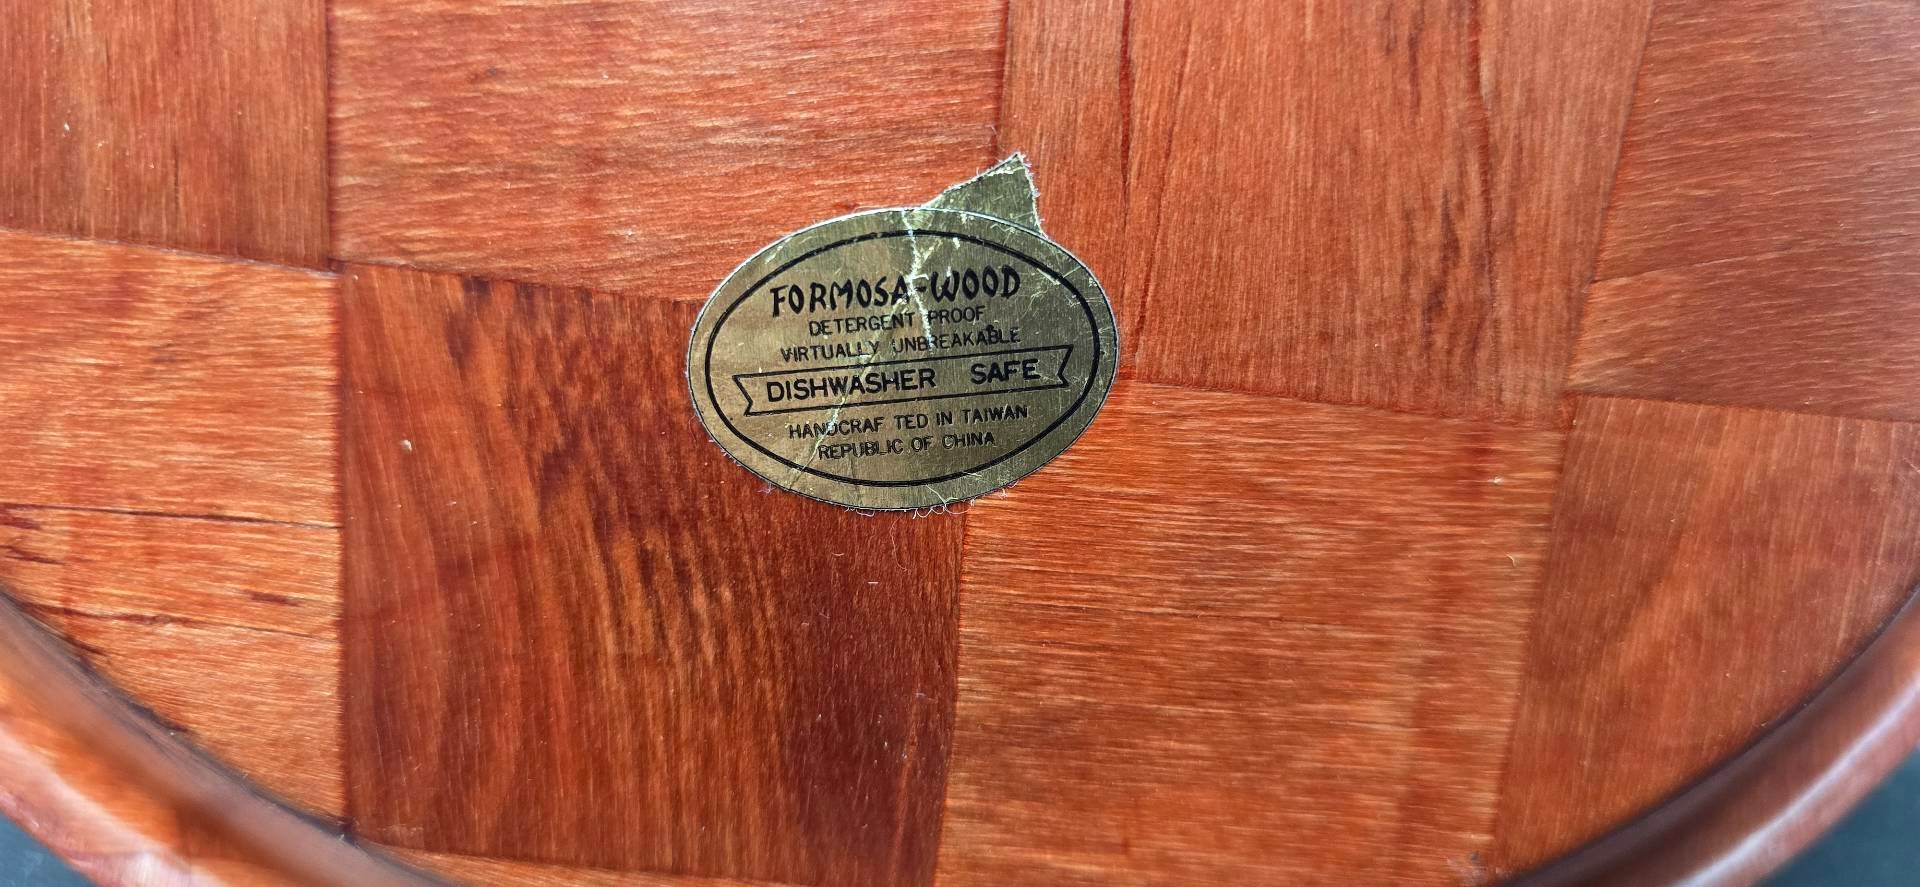 FORMOSA-WOOD
DETERGENT PROOF
VIRTUALLY UNBREAKABLE
DISHWASHER SAFE
HANDCRAF TED IN TAIWAN
REPUBLIC OF CHINA